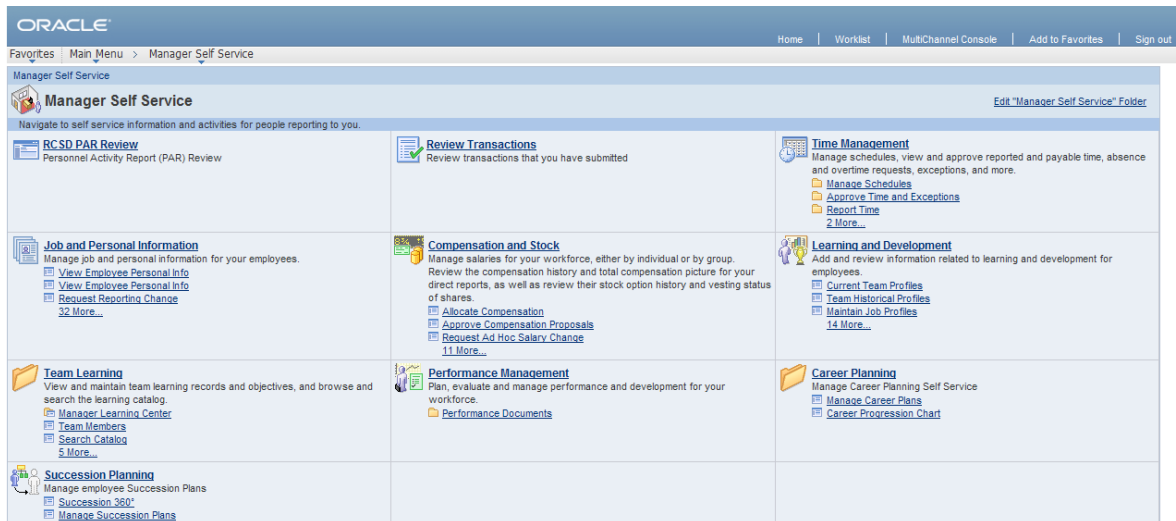 ORACLE
Home | Worklist | MultiChannel Console | Add to Favorites | Sign out
Favorites Main Menu > Manager Self Service
Manager Self Service
Manager Self Service
Edit "Manager Self Service" Folder
Navigate to self service information and activities for people reporting to you.
RCSD PAR Review
Personnel Activity Report (PAR) Review
Review Transactions
Review transactions that you have submitted
Time Management
Manage schedules, view and approve reported and payable time, absence
and overtime requests, exceptions, and more.
Manage Schedules
Approve Time and Exceptions
Report Time
2 More...
Job and Personal Information
Manage job and personal information for your employees.
View Employee Personal Info
View Employee Personal Info
Request Reporting Change
32 More...
Compensation and Stock
Manage salaries for your workforce, either by individual or by group.
Review the compensation history and total compensation picture for your
direct reports, as well as review their stock option history and vesting status
of shares.
Allocate Compensation
Approve Compensation Proposals
Request Ad Hoc Salary Change
11 More...
Learning and Development
Add and review information related to learning and development for
employees.
Current Team Profiles
Team Historical Profiles
Maintain Job Profiles
14 More...
Team Learning
View and maintain team learning records and objectives, and browse and
search the learning catalog.
Manager Learning Center
Team Members
Search Catalog
5 More...
Performance Management
Plan, evaluate and manage performance and development for your
workforce.
Performance Documents
Career Planning
Manage Career Planning Self Service
Manage Career Plans
Career Progression Chart
Succession Planning
Manage employee Succession Plans
Succession 360°
Manage Succession Plans